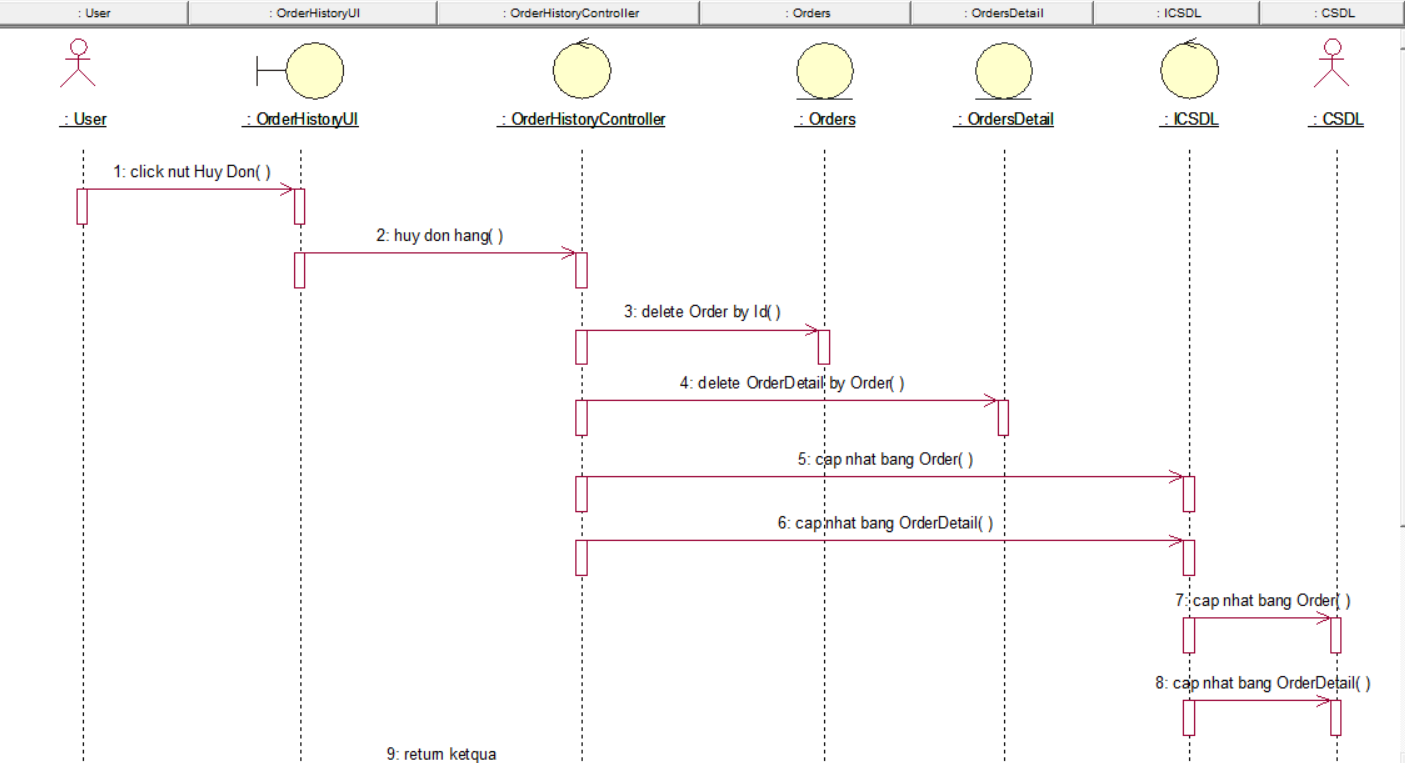 : User
: OrderHistoryUI
: OrderHistoryController
: Orders
: OrdersDetail
: ICSDL
: CSDL
: User
: OrderHistoryUI
: OrderHistoryController
: Orders
: OrdersDetail
: ICSDL
: CSDL
1: click nut Huy Don( )
2: huy don hang( )
3: delete Order by Id( )
4: delete OrderDetail by Order( )
5: cap nhat bang Order( )
6: cap nhat bang OrderDetail( )
7: cap nhat bang Order( )
8: cap nhat bang OrderDetail( )
9: return ketqua